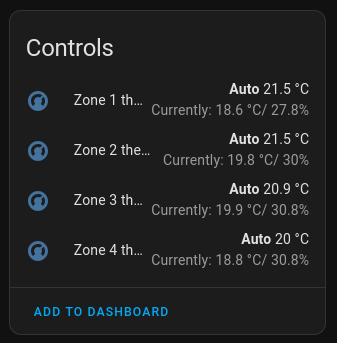 Controls
Zone 1 th... Auto 21.5 °C
Currently: 18.6 °C/ 27.8%
Zone 2 the... Auto 21.5 °C
Currently: 19.8 °C/ 30%
Zone 3 th... Auto 20.9 °C
Currently: 19.9 °C/ 30.8%
Zone 4 th... Auto 20 °C
Currently: 18.8 °C/ 30.8%
ADD TO DASHBOARD